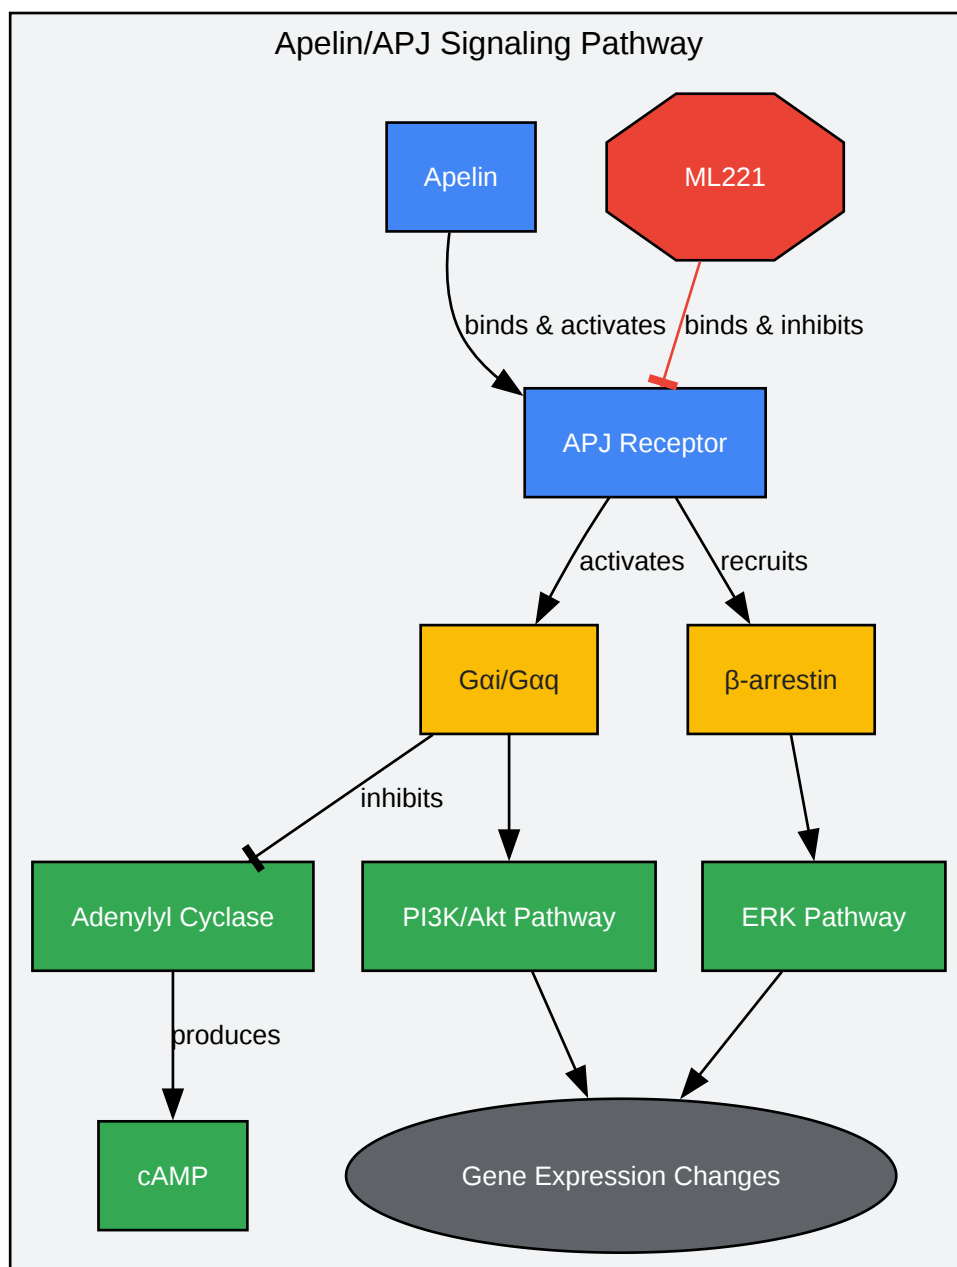 Apelin/APJ Signaling Pathway
Apelin
ML221
binds & activates
binds & inhibits
APJ Receptor
activates
recruits
Gαi/Gαq
β-arrestin
inhibits
Adenylyl Cyclase
PI3K/Akt Pathway
ERK Pathway
produces
cAMP
Gene Expression Changes